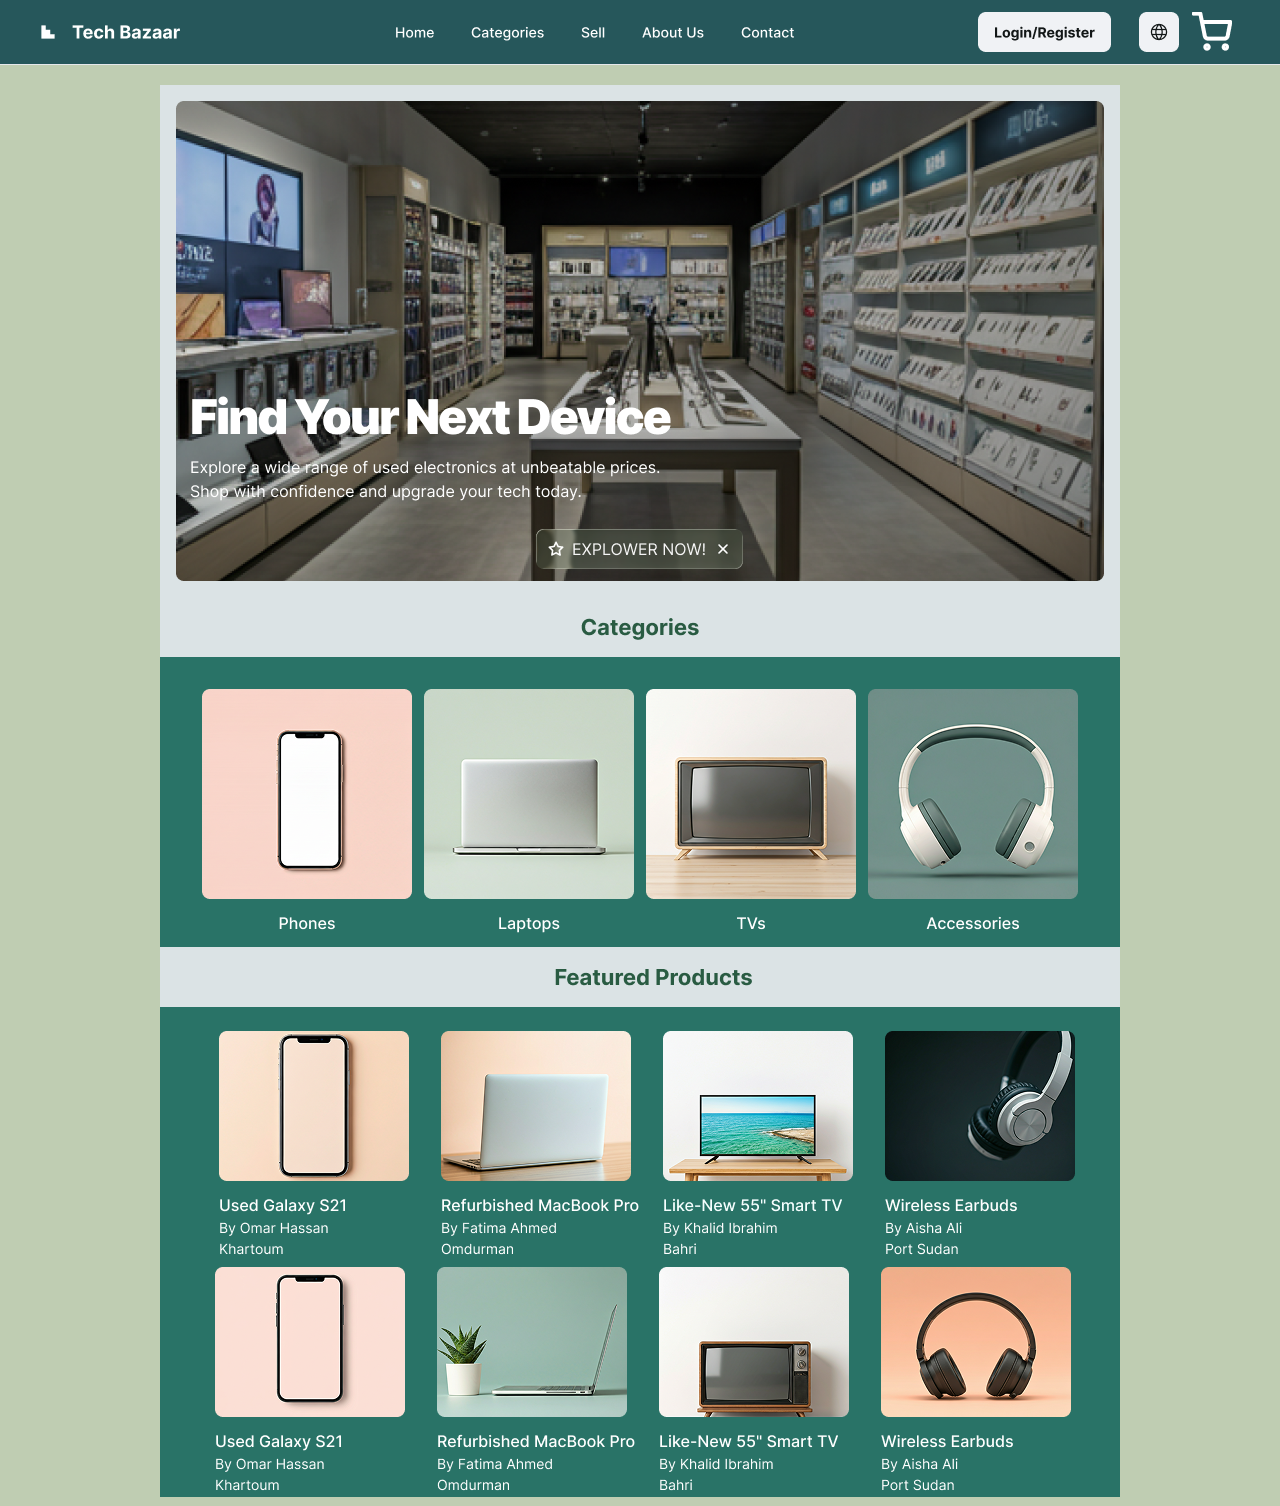 Tech Bazaar
Home
Categories
Sell
About Us
Contact
Login/Register
Find Your Next Device
Explore a wide range of used electronics at unbeatable prices.
Shop with confidence and upgrade your tech today.
EXPLOWER NOW!
Categories
Phones
Laptops
TVs
Accessories
Featured Products
Used Galaxy S21
By Omar Hassan
Khartoum
Refurbished MacBook Pro
By Fatima Ahmed
Omdurman
Like-New 55" Smart TV
By Khalid Ibrahim
Bahri
Wireless Earbuds
By Aisha Ali
Port Sudan
Used Galaxy S21
By Omar Hassan
Khartoum
Refurbished MacBook Pro
By Fatima Ahmed
Omdurman
Like-New 55" Smart TV
By Khalid Ibrahim
Bahri
Wireless Earbuds
By Aisha Ali
Port Sudan